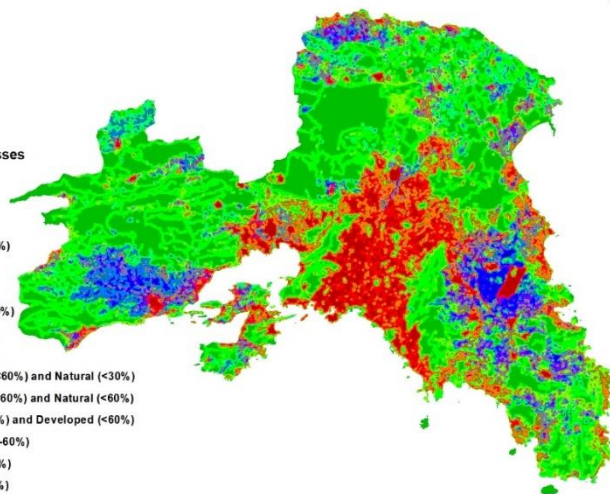 sses
%)
%)
60%) and Natural (<30%)
60%) and Natural (<60%)
%) and Developed (<60%)
-60%)
%)
%)